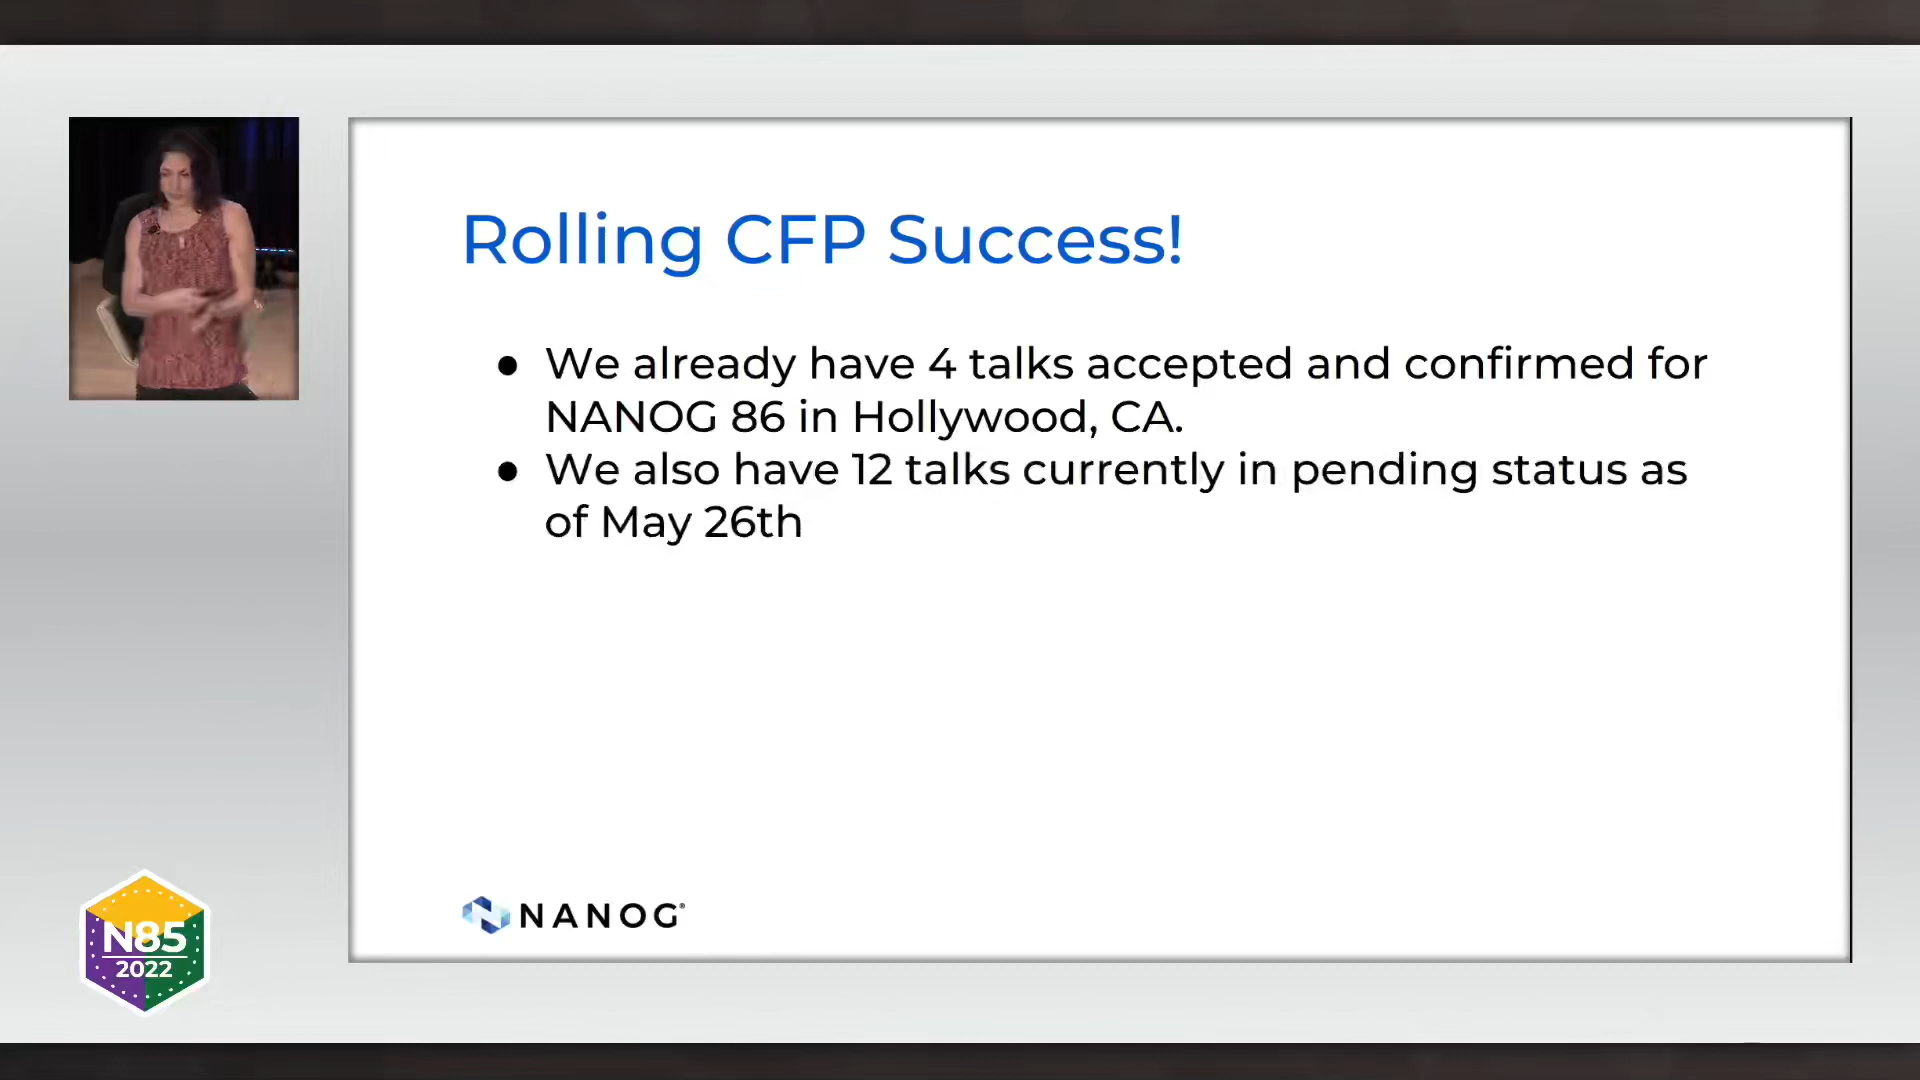 Rolling CFP Success!
● We already have 4 talks accepted and confirmed for
NANOG 86 in Hollywood, CA.
● We also have 12 talks currently in pending status as
of May 26th
NANOG®
N85
2022